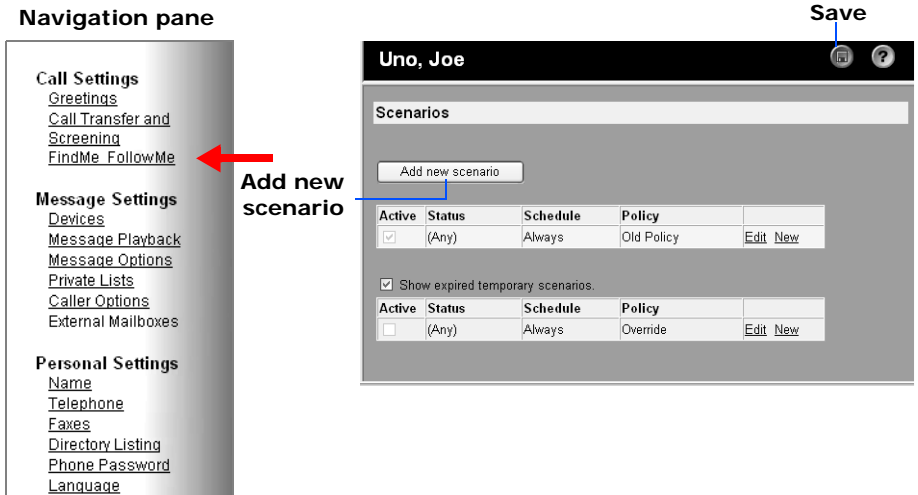 Navigation pane
Save
Call Settings
Greetings
Call Transfer and
Screening
FindMe FollowMe
Message Settings
Devices
Message Playback
Message Options
Private Lists
Caller Options
External Mailboxes
Personal Settings
Name
Telephone
Faxes
Directory Listing
Phone Password
Language
Add new
scenario
Uno, Joe
?
Scenarios
Add new scenario
Active Status Schedule Policy
(Any) Always Old Policy Edit New
Show expired temporary scenarios.
Active Status Schedule Policy
(Any) Always Override Edit New